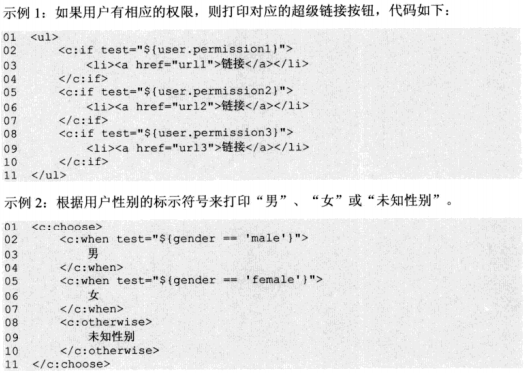 示例 1：如果用户有相应的权限，则打印对应的超级链接按钮，代码如下：
01 <ul>
02 <c:if test="${user.permission1}">
03 <li><a href="url1">链接</a></li>
04 </c:if>
05 <c:if test="${user.permission2}">
06 <li><a href="url2">链接</a></li>
07 </c:if>
08 <c:if test="${user.permission3}">
09 <li><a href="url3">链接</a></li>
10 </c:if>
11 </ul>
示例 2：根据用户性别的标示符号来打印“男”、“女”或“未知性别”。
01 <c:choose>
02 <c:when test="${gender == 'male'}">
03 男
04 </c:when>
05 <c:when test="${gender == 'female'}">
06 女
07 </c:when>
08 <c:otherwise>
09 未知性别
10 </c:otherwise>
11 </c:choose>